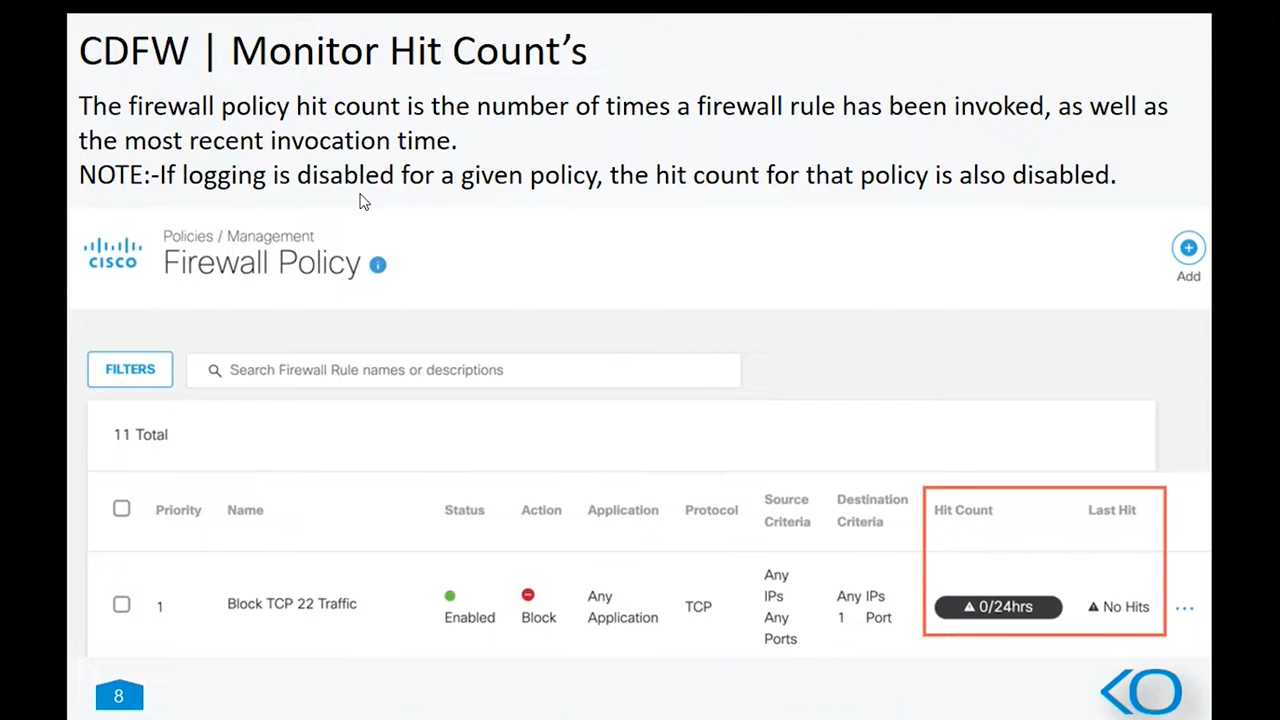 CDFW | Monitor Hit Count’s
The firewall policy hit count is the number of times a firewall rule has been invoked, as well as
the most recent invocation time.
NOTE:-If logging is disabled for a given policy, the hit count for that policy is also disabled.
CISCO
Policies / Management
Firewall Policy
Add
FILTERS
Search Firewall Rule names or descriptions
11 Total
Priority Name Status Action Application Protocol Source Criteria Destination Criteria Hit Count Last Hit
1 Block TCP 22 Traffic Enabled Block Any Application TCP Any IPs Any Ports Any IPs 1 Port 0/24hrs No Hits
8